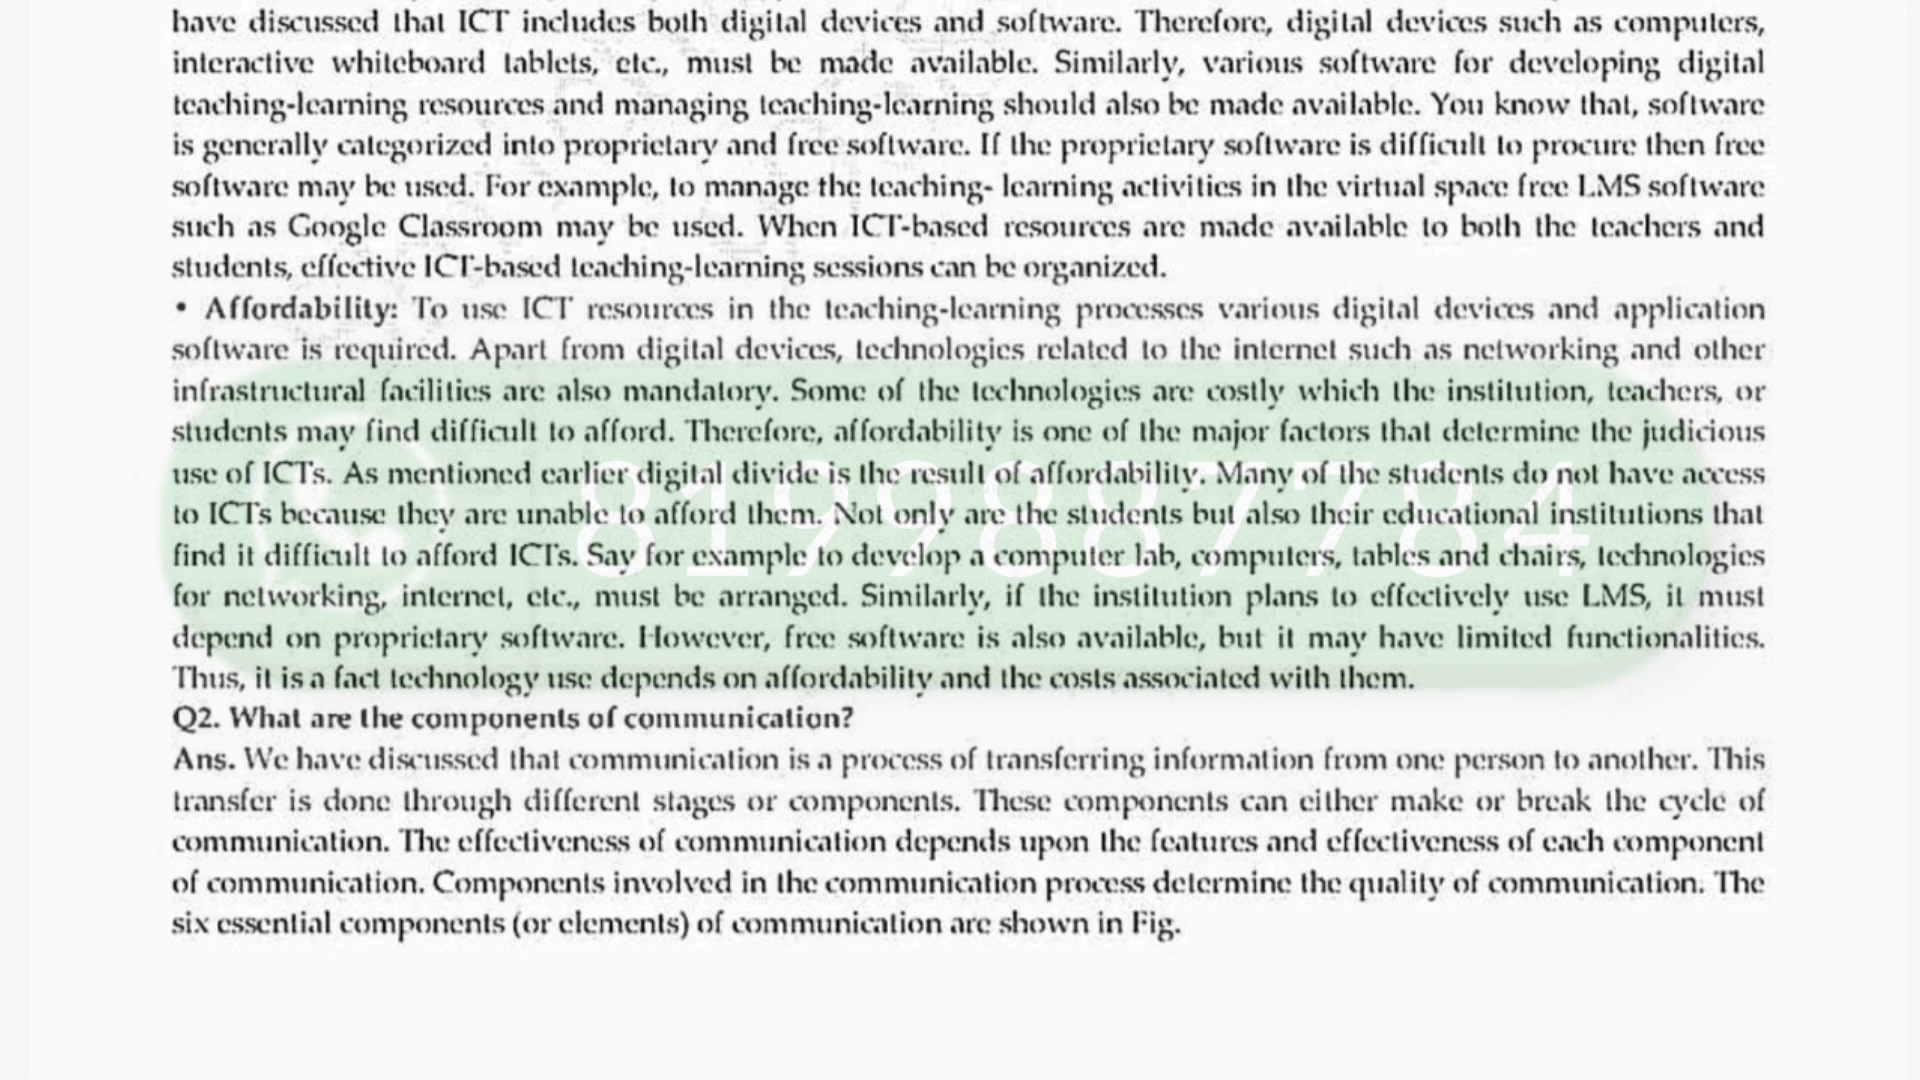 have discussed that ICT includes both digital devices and software. Therefore, digital devices such as computers,
interactive whiteboard tablets, etc., must be made available. Similarly, various software for developing digital
teaching-learning resources and managing teaching-learning should also be made available. You know that, software
is generally categorized into proprietary and free software. If the proprietary software is difficult to procure then free
software may be used. For example, to manage the teaching- learning activities in the virtual space free LMS software
such as Google Classroom may be used. When ICT-based resources are made available to both the teachers and
students, effective ICT-based teaching-learning sessions can be organized.
• Affordability: To use ICT resources in the teaching-learning processes various digital devices and application
software is required. Apart from digital devices, technologies related to the internet such as networking and other
infrastructural facilities are also mandatory. Some of the technologies are costly which the institution, teachers, or
students may find difficult to afford. Therefore, affordability is one of the major factors that determine the judicious
use of ICTs. As mentioned earlier digital divide is the result of affordability. Many of the students do not have access
to ICTs because they are unable to afford them. Not only are the students but also their educational institutions that
find it difficult to afford ICTs. Say for example to develop a computer lab, computers, tables and chairs, technologies
for networking, internet, etc., must be arranged. Similarly, if the institution plans to effectively use LMS, it must
depend on proprietary software. However, free software is also available, but it may have limited functionalities.
Thus, it is a fact technology use depends on affordability and the costs associated with them.
Q2. What are the components of communication?
Ans. We have discussed that communication is a process of transferring information from one person to another. This
transfer is done through different stages or components. These components can either make or break the cycle of
communication. The effectiveness of communication depends upon the features and effectiveness of each component
of communication. Components involved in the communication process determine the quality of communication. The
six essential components (or elements) of communication are shown in Fig.
8199887784